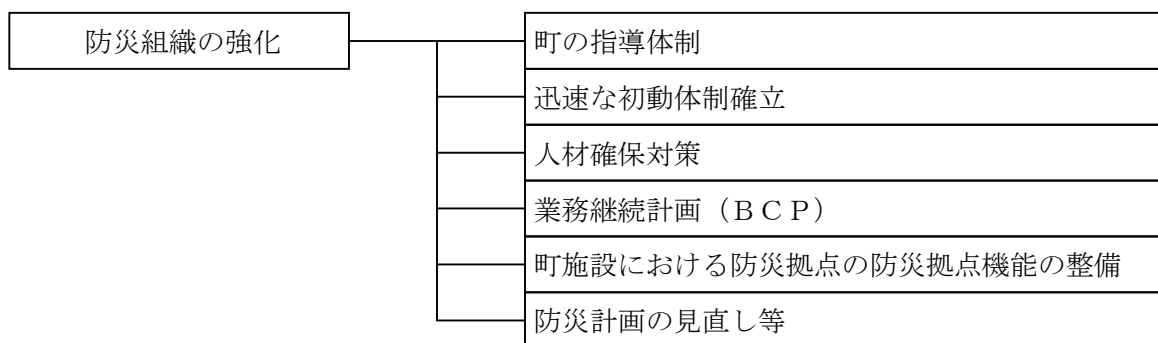 防災組織の強化
町の指導体制
迅速な初動体制確立
人材確保対策
業務継続計画（ＢＣＰ）
町施設における防災拠点の防災拠点機能の整備
防災計画の見直し等